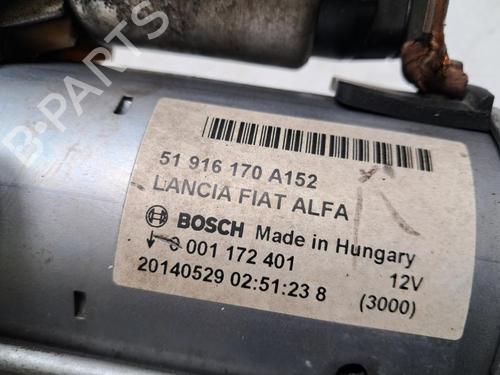 B-PARTS
51 916 170 A152
LANCIA FIAT ALFA
BOSCH Made in Hungary
001 172 401 12V
20140529 02:51:23 8 (3000)